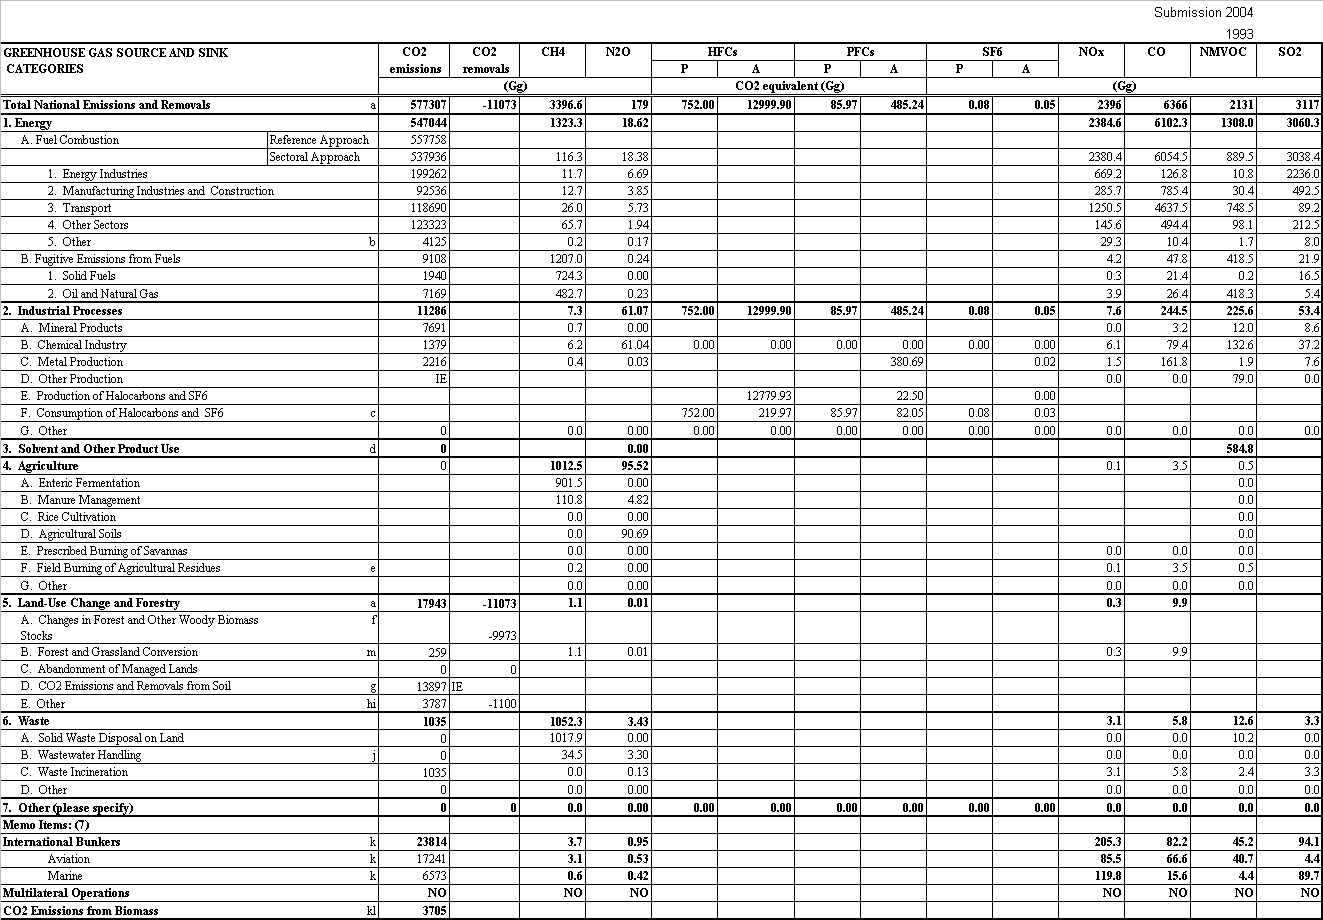 Submission 2004
1993
GREENHOUSE GAS SOURCE AND SINK CO2 CO2 CH4 N2O HFCs PFCs SF6 NOx CO NMVOC SO2
CATEGORIES emissions removals P A P A P A
(Gg) CO2 equivalent (Gg) (Gg)
Total National Emissions and Removals a 577307 -11073 3396.6 179 752.00 12999.90 85.97 485.24 0.08 0.05 2396 6366 2131 3117
1. Energy 547044 1323.3 18.62 2384.6 6102.3 1308.0 3060.3
A. Fuel Combustion Reference Approach 557758
Sectoral Approach 537936 116.3 18.38 2380.4 6054.5 889.5 3038.4
1. Energy Industries 199262 11.7 6.69 669.2 126.8 10.8 2236.0
2. Manufacturing Industries and Construction 92536 12.7 3.85 285.7 785.4 30.4 492.5
3. Transport 118690 26.0 5.73 1250.5 4637.5 748.5 89.2
4. Other Sectors 123323 65.7 1.94 145.6 494.4 98.1 212.5
5. Other b 4125 0.2 0.17 29.3 10.4 1.7 8.0
B. Fugitive Emissions from Fuels 9108 1207.0 0.24 4.2 47.8 418.5 21.9
1. Solid Fuels 1940 724.3 0.00 0.3 21.4 0.2 16.5
2. Oil and Natural Gas 7169 482.7 0.23 3.9 26.4 418.3 5.4
2. Industrial Processes 11286 7.3 61.07 752.00 12999.90 85.97 485.24 0.08 0.05 7.6 244.5 225.6 53.4
A. Mineral Products 7691 0.7 0.00 0.0 3.2 12.0 8.6
B. Chemical Industry 1379 6.2 61.04 0.00 0.00 0.00 0.00 0.00 0.00 6.1 79.4 132.6 37.2
C. Metal Production 2216 0.4 0.03 380.69 0.02 1.5 161.8 1.9 7.6
D. Other Production IE 0.0 0.0 79.0 0.0
E. Production of Halocarbons and SF6 12779.93 22.50 0.00
F. Consumption of Halocarbons and SF6 c 752.00 219.97 85.97 82.05 0.08 0.03
G. Other 0 0.0 0.00 0.00 0.00 0.00 0.00 0.00 0.00 0.0 0.0 0.0 0.0
3. Solvent and Other Product Use d 0 0.00 584.8
4. Agriculture 0 1012.5 95.52 0.1 3.5 0.5
A. Enteric Fermentation 901.5 0.00 0.0
B. Manure Management 110.8 4.82 0.0
C. Rice Cultivation 0.0 0.00 0.0
D. Agricultural Soils 0.0 90.69 0.0
E. Prescribed Burning of Savannas 0.0 0.00 0.0 0.0 0.0
F. Field Burning of Agricultural Residues e 0.2 0.00 0.1 3.5 0.5
G. Other 0.0 0.00 0.0 0.0 0.0
5. Land-Use Change and Forestry a 17943 -11073 1.1 0.01 0.3 9.9
A. Changes in Forest and Other Woody Biomass f
Stocks -9973
B. Forest and Grassland Conversion m 259 1.1 0.01 0.3 9.9
C. Abandonment of Managed Lands 0 0
D. CO2 Emissions and Removals from Soil g 13897 IE
E. Other hi 3787 -1100
6. Waste 1035 1052.3 3.43 3.1 5.8 12.6 3.3
A. Solid Waste Disposal on Land 0 1017.9 0.00 0.0 0.0 10.2 0.0
B. Wastewater Handling j 0 34.5 3.30 0.0 0.0 0.0 0.0
C. Waste Incineration 1035 0.0 0.13 3.1 5.8 2.4 3.3
D. Other 0 0.0 0.00 0.0 0.0 0.0 0.0
7. Other (please specify) 0 0 0.0 0.00 0.00 0.00 0.00 0.00 0.00 0.00 0.0 0.0 0.0 0.0
Memo Items: (7)
International Bunkers k 23814 3.7 0.95 205.3 82.2 45.2 94.1
Aviation k 17241 3.1 0.53 85.5 66.6 40.7 4.4
Marine k 6573 0.6 0.42 119.8 15.6 4.4 89.7
Multilateral Operations NO NO NO NO NO NO NO
CO2 Emissions from Biomass kl 3705